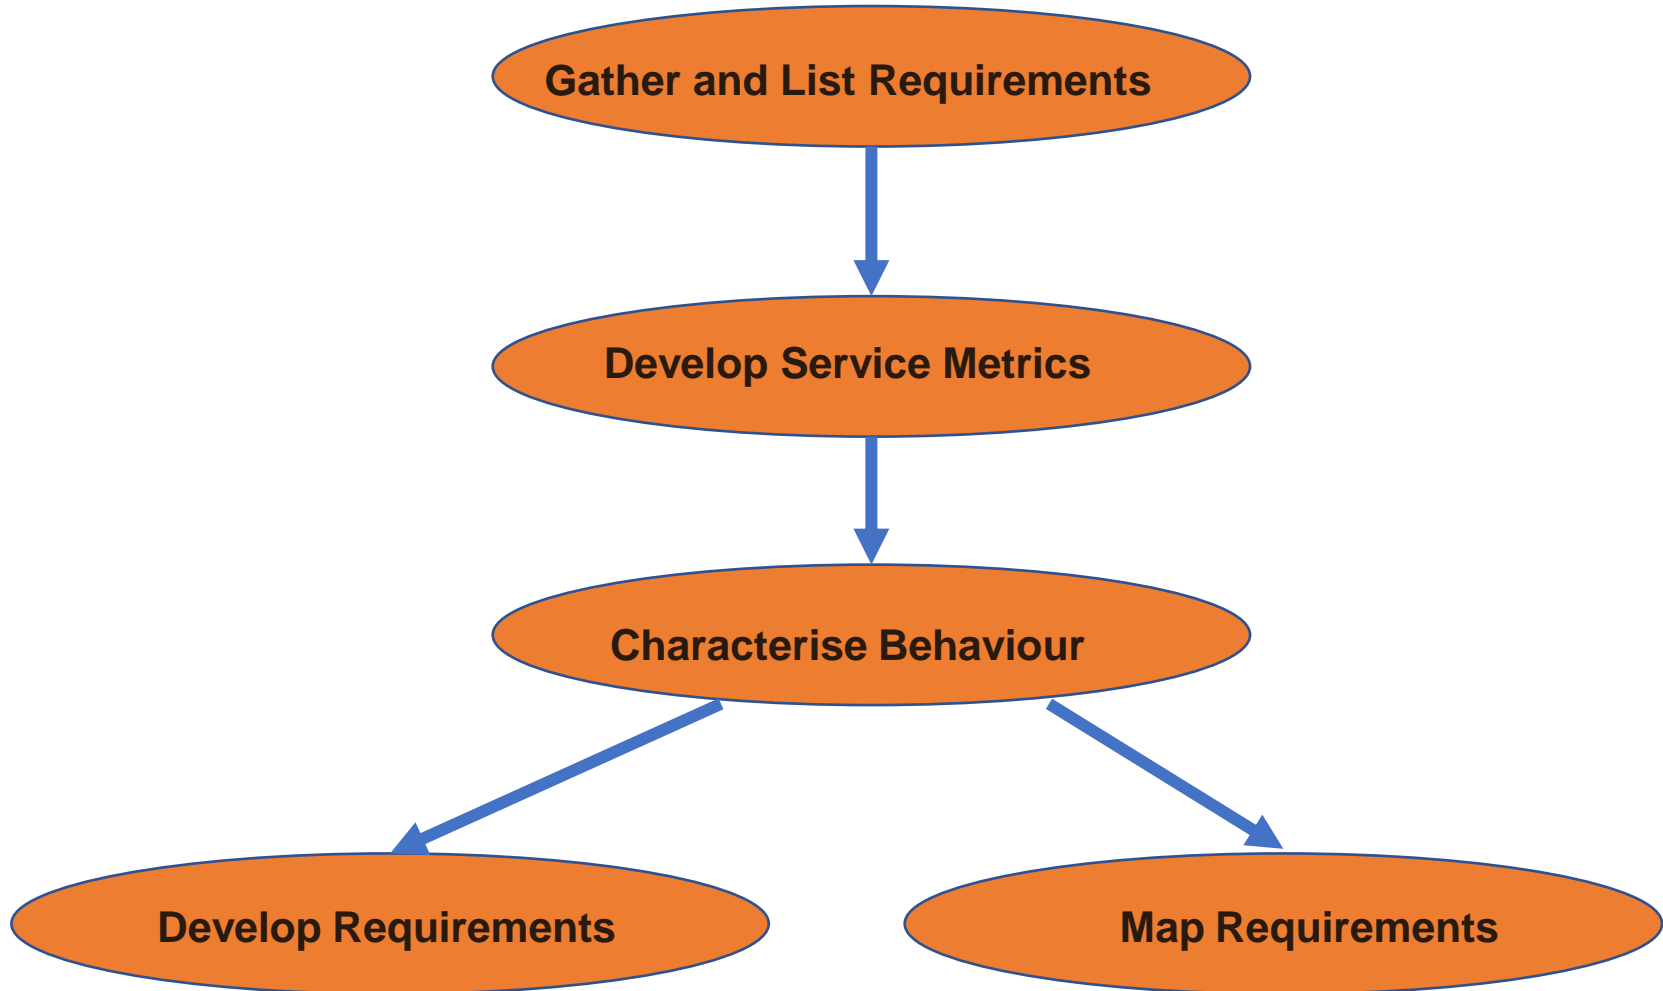 Gather and List Requirements
Develop Service Metrics
Characterise Behaviour
Develop Requirements
Map Requirements